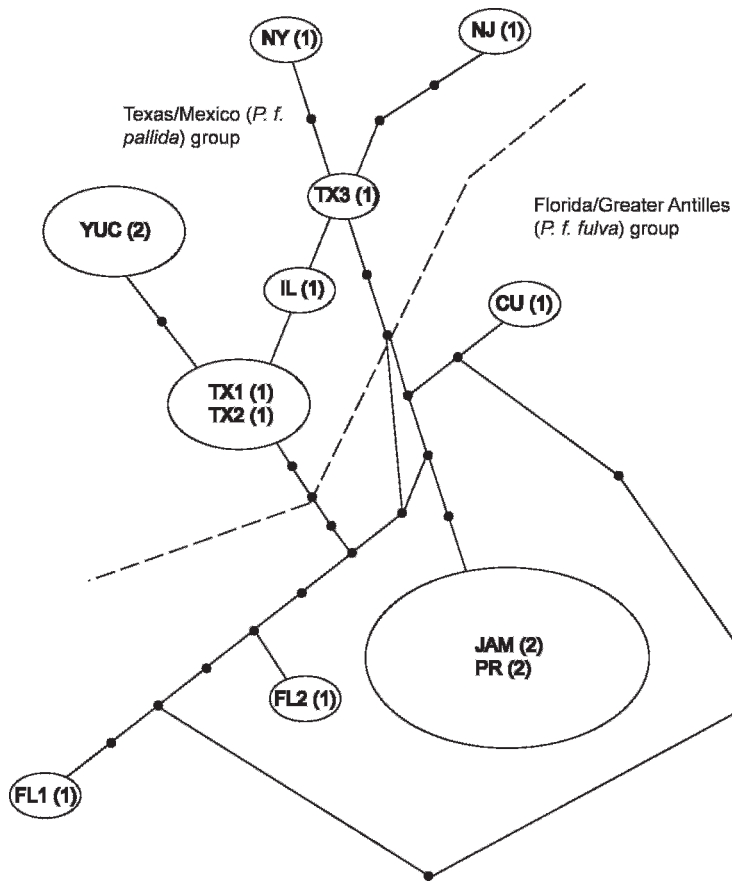 NY (1)
NJ (1)
Texas/Mexico (P. f.
pallida) group
TX3 (1)
Florida/Greater Antilles
(P. f. fulva) group
YUC (2)
IL (1)
CU (1)
TX1 (1)
TX2 (1)
JAM (2)
PR (2)
FL2 (1)
FL1 (1)